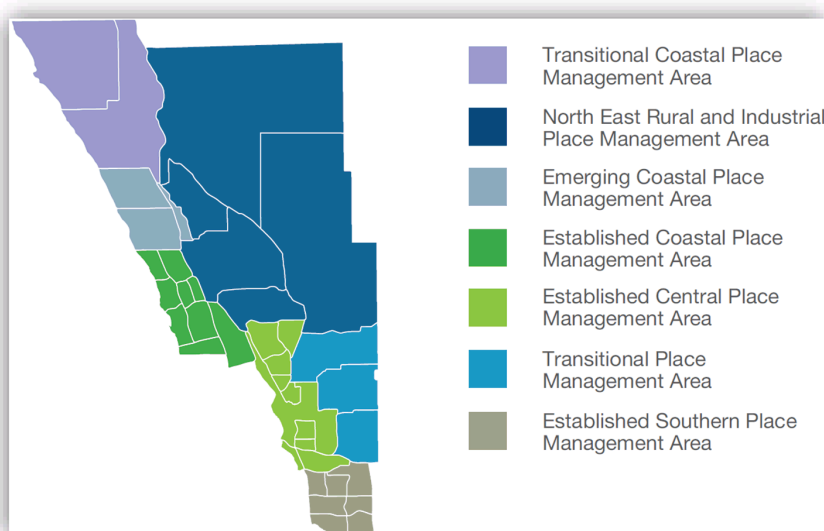 Transitional Coastal Place
Management Area
North East Rural and Industrial
Place Management Area
Emerging Coastal Place
Management Area
Established Coastal Place
Management Area
Established Central Place
Management Area
Transitional Place
Management Area
Established Southern Place
Management Area